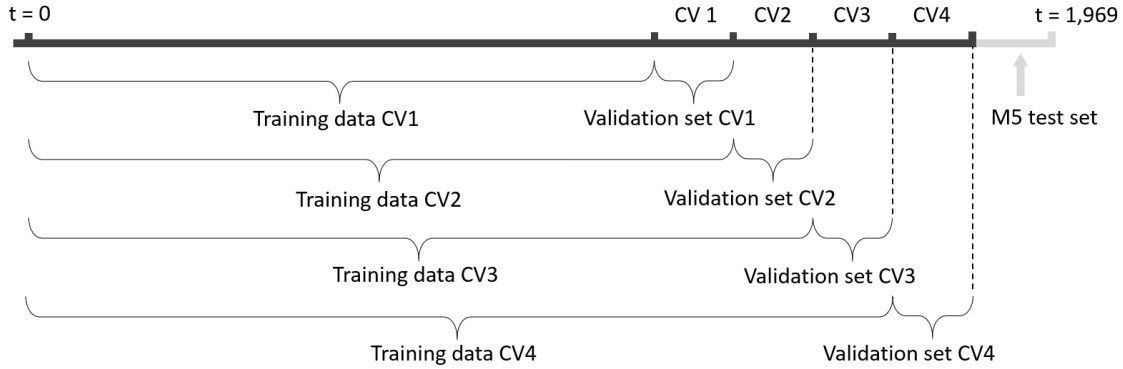 t = 0
CV 1
CV2
CV3
CV4
t = 1,969
Training data CV1
Validation set CV1
M5 test set
Training data CV2
Validation set CV2
Training data CV3
Validation set CV3
Training data CV4
Validation set CV4